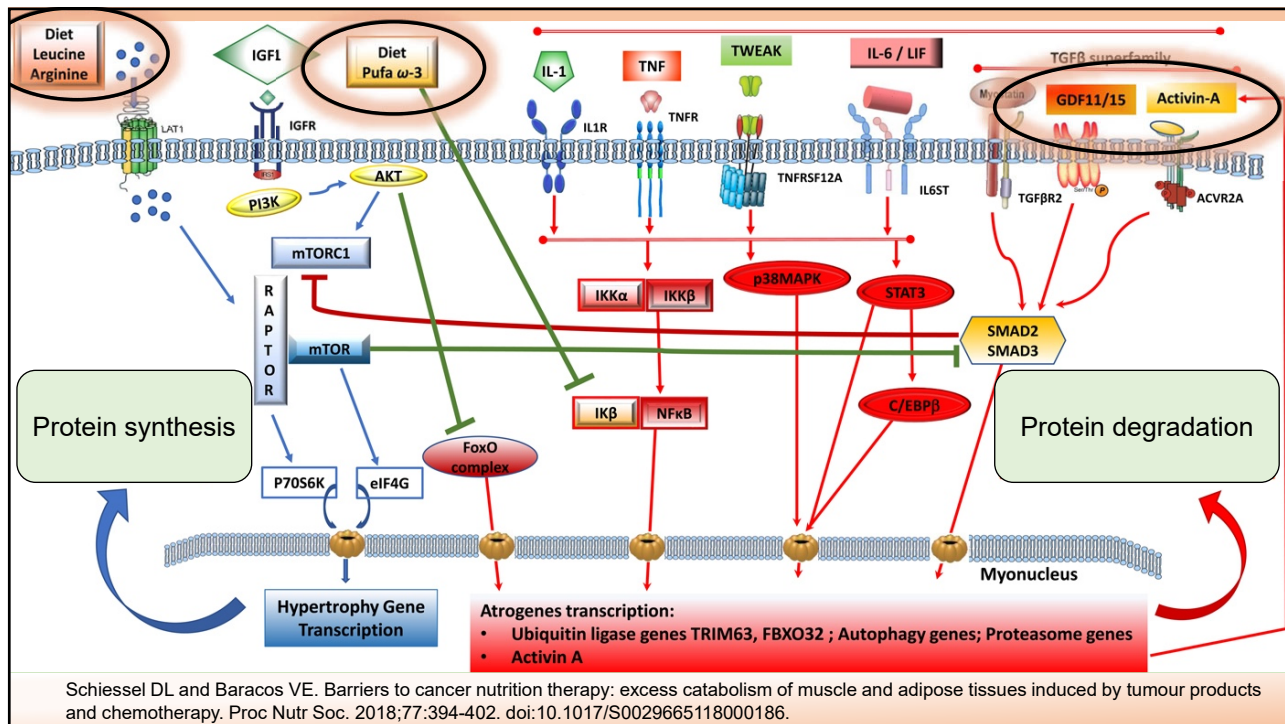 Diet
Leucine
Arginine
IGF1
Diet
Pufa ω-3
IL-1
TNF
TWEAK
IL-6 / LIF
TGFβ superfamily
Myostatin
GDF11/15
Activin-A
LAT1
IGFR
IL1R
TNFR
TNFRSF12A
IL6ST
TGFβR2
Ser/Thr
P
ACVR2A
IRS1
PI3K
AKT
mTORC1
RAPTOR
mTOR
IKKα
IKKβ
p38MAPK
STAT3
SMAD2
SMAD3
IKβ
NFκB
C/EBPβ
FoxO
complex
Protein synthesis
Protein degradation
P70S6K
eIF4G
Myonucleus
Hypertrophy Gene
Transcription
Atrogenes transcription:
• Ubiquitin ligase genes TRIM63, FBXO32 ; Autophagy genes; Proteasome genes
• Activin A
Schiessel DL and Baracos VE. Barriers to cancer nutrition therapy: excess catabolism of muscle and adipose tissues induced by tumour products
and chemotherapy. Proc Nutr Soc. 2018;77:394-402. doi:10.1017/S0029665118000186.